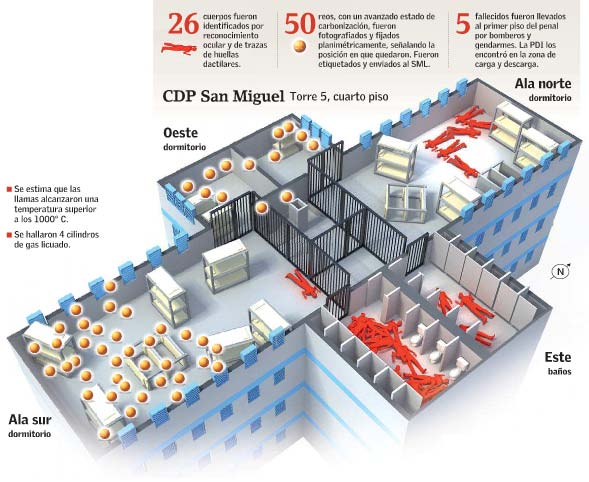 26 cuerpos fueron
identificados por
reconocimiento
ocular y de trazas
de huellas
dactilares.
50 reos, con un avanzado estado de
carbonización, fueron
fotografiados y fijados
planimétricamente, señalando la
posición en que quedaron. Fueron
etiquetados y enviados al SML.
5 fallecidos fueron llevados
al primer piso del penal
por bomberos y
gendarmes. La PDI los
encontró en la zona de
carga y descarga.
CDP San Miguel Torre 5, cuarto piso
Ala norte
dormitorio
Oeste
dormitorio
Se estima que las
llamas alcanzaron una
temperatura superior
a los 1000° C.
Se hallaron 4 cilindros
de gas licuado.
N
Este
baños
Ala sur
dormitorio